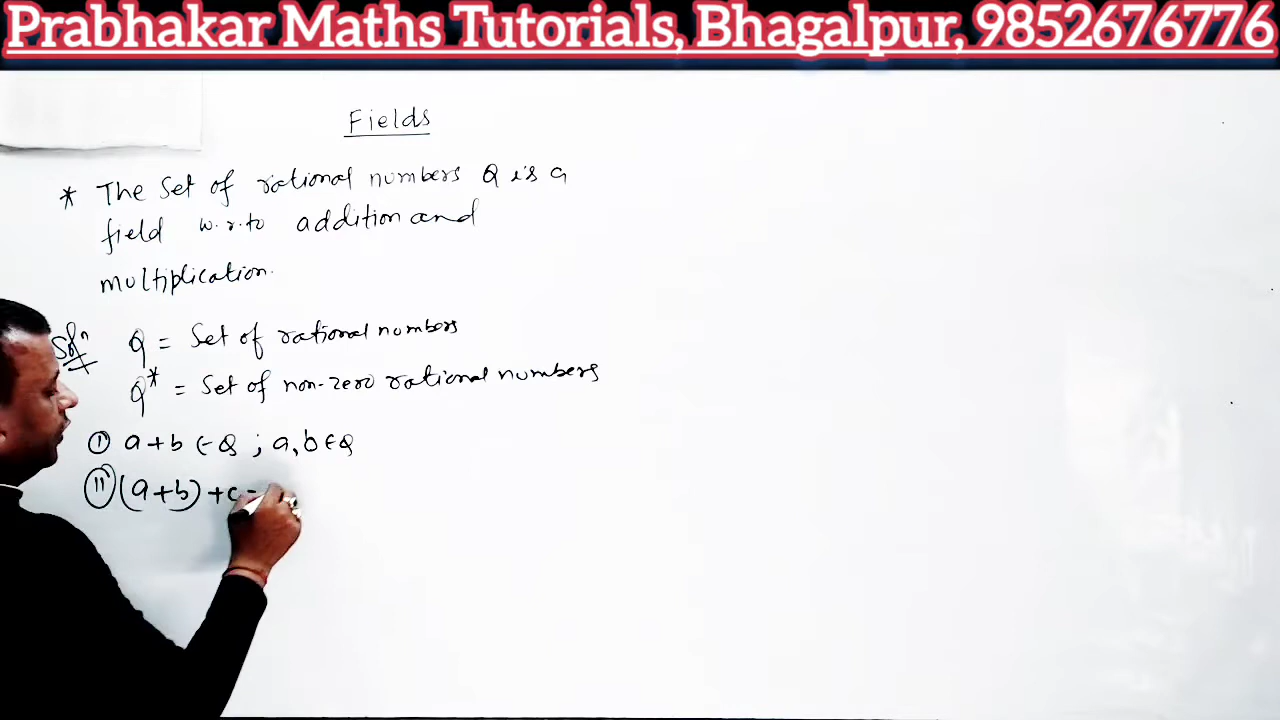 Prabhakar Maths Tutorials, Bhagalpur, 9852676776
Fields
* The set of rational numbers Q is a
field w.r.to addition and
multiplication.
Soln Q = Set of rational numbers
Q* = Set of non-zero rational numbers
(i) a+b ∈ Q ; a, b ∈ Q
(ii) (a+b)+c =